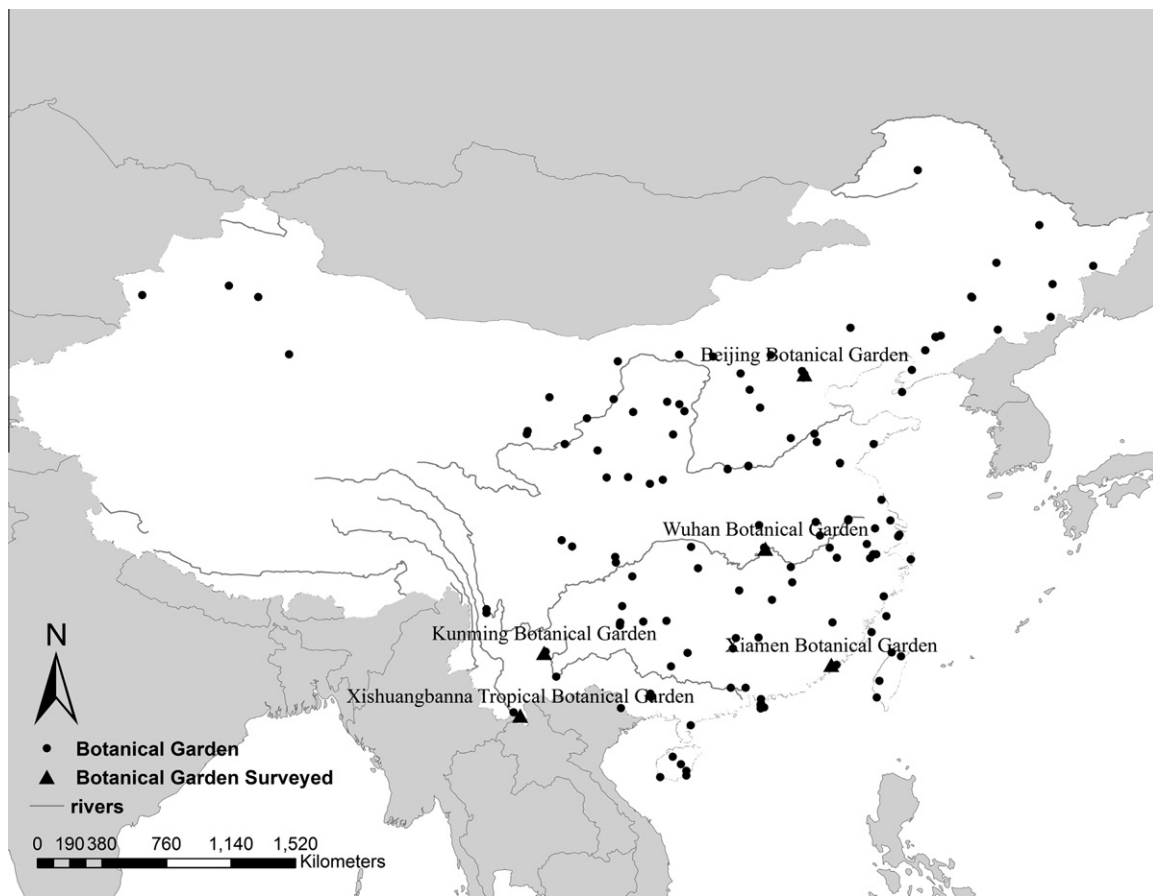 Beijing Botanical Garden
Wuhan Botanical Garden
Kunming Botanical Garden
Xiamen Botanical Garden
Xishuangbanna Tropical Botanical Garden
N
Botanical Garden
Botanical Garden Surveyed
rivers
0 190 380 760 1,140 1,520
Kilometers